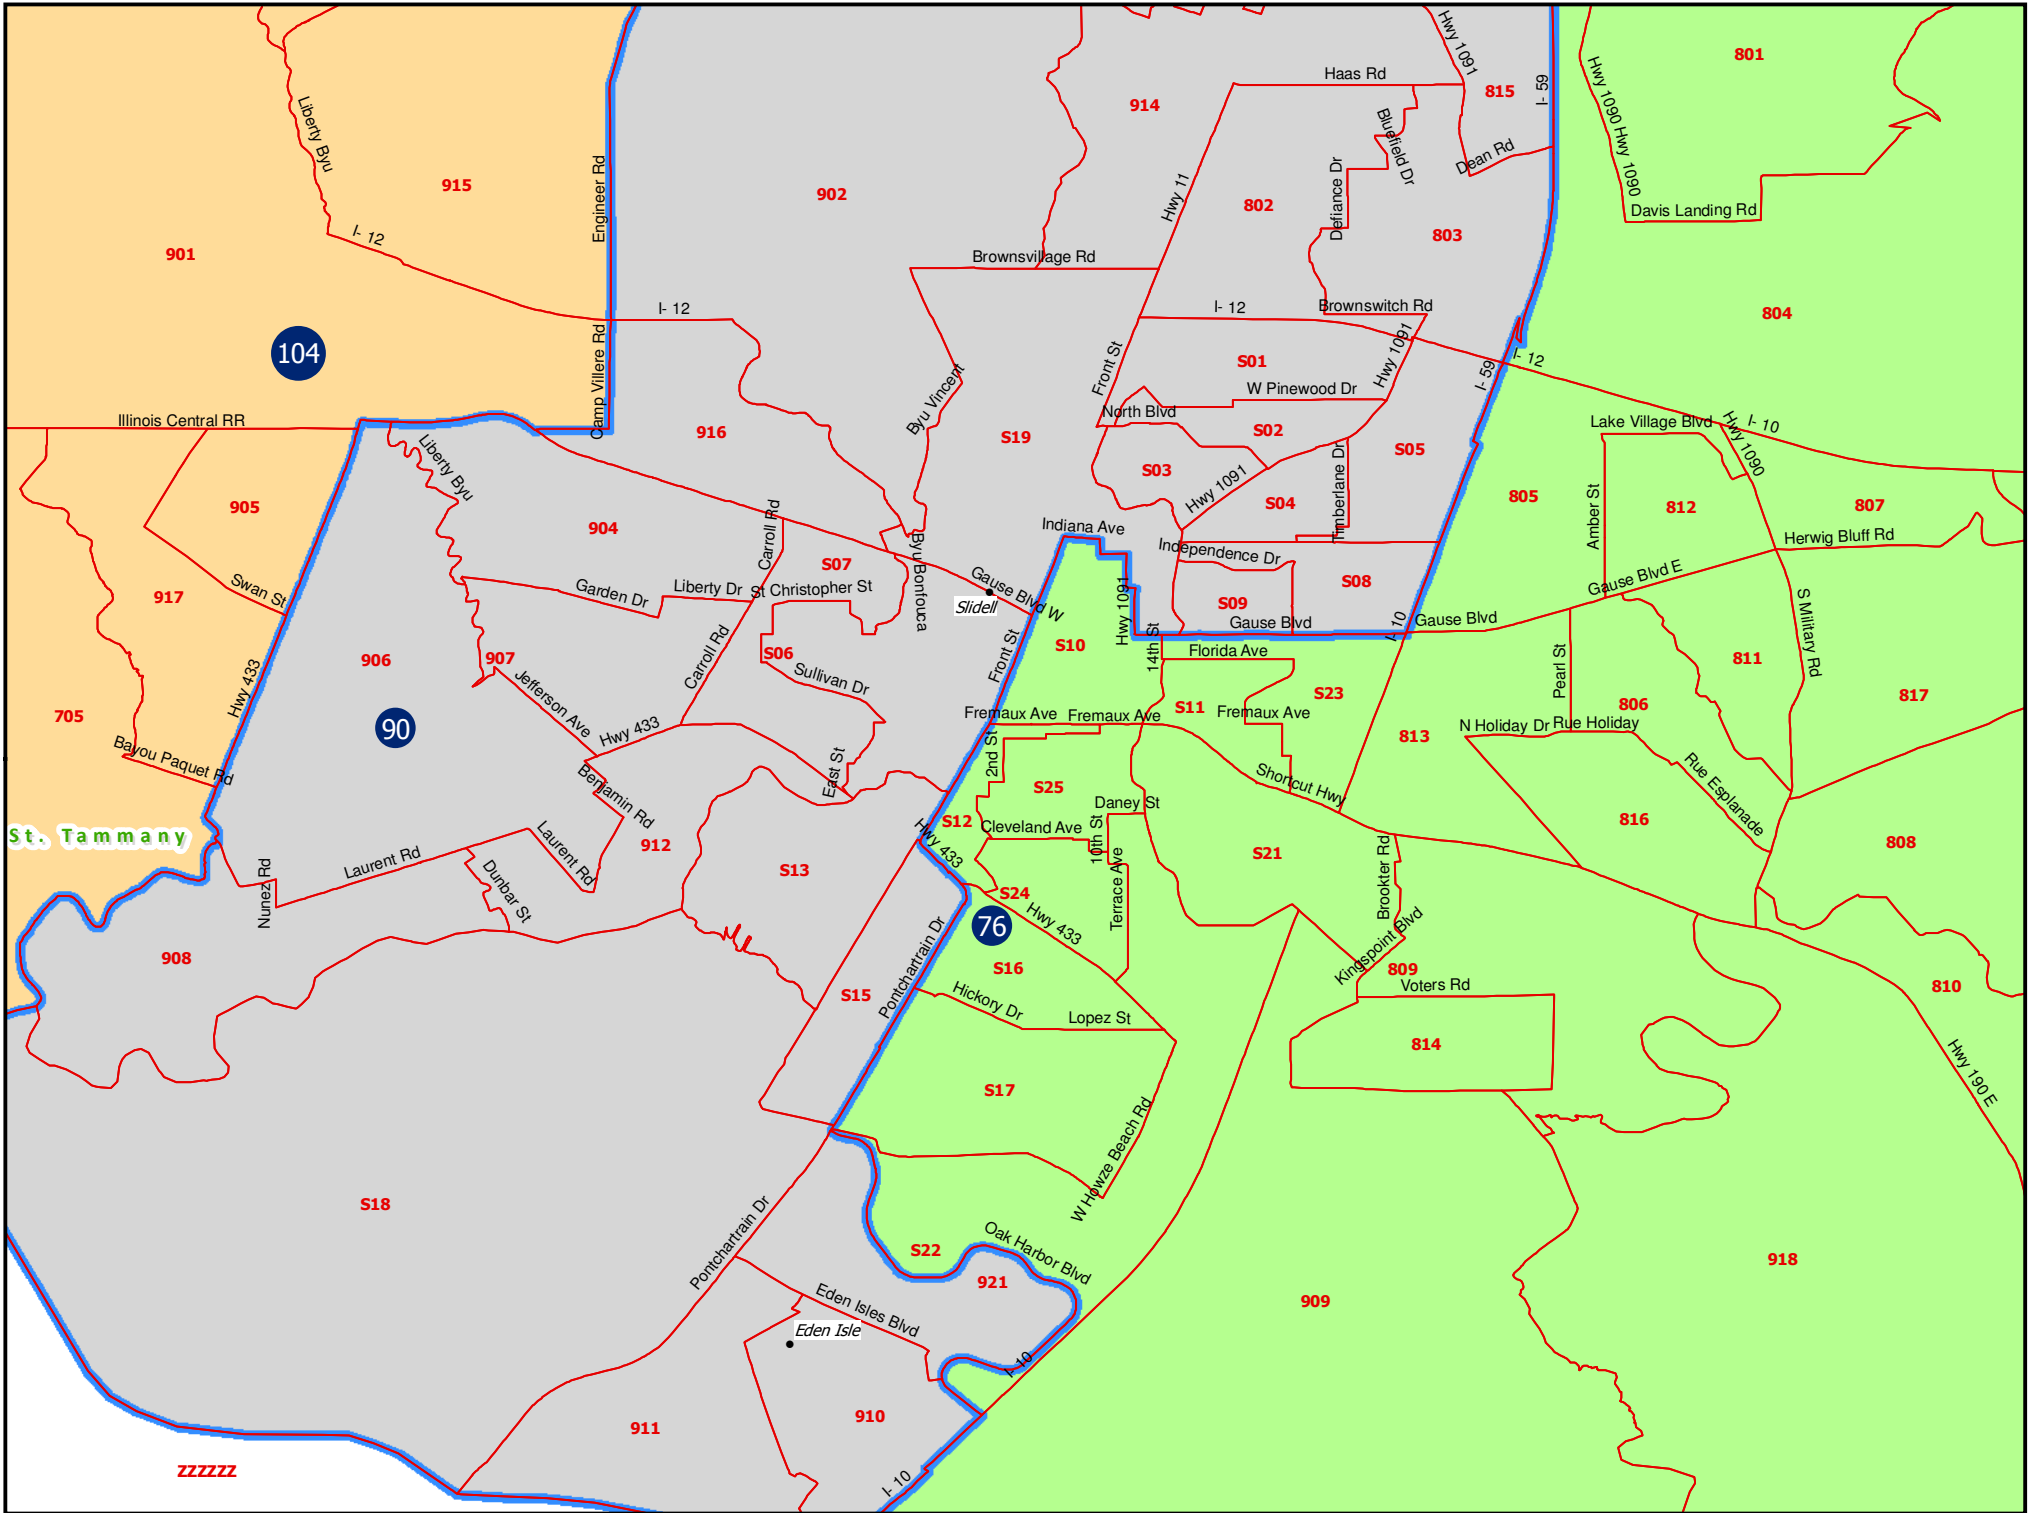 Hwy 1091
801
Haas Rd
815
I- 59
Hwy 1090
Hwy 1090
914
Liberty Byu
Bluefield Dr
Dean Rd
915
Engineer Rd
902
Hwy 11
802
Defiance Dr
803
Davis Landing Rd
901
I- 12
Brownsvillage Rd
I- 12
I- 12
Brownswitch Rd
804
104
Camp Villere Rd
Front St
S01
Hwy 1091
I- 59
I- 12
W Pinewood Dr
Byu Vincent
North Blvd
Illinois Central RR
916
S19
S02
S05
Lake Village Blvd
Hwy 1090
I- 10
Liberty Byu
S03
Hwy 1091
Timberlane Dr
905
904
Carroll Rd
S04
805
Amber St
812
807
Indiana Ave
Herwig Bluff Rd
Independence Dr
S07
Byu Bonfouca
Gause Blvd W
Hwy 1091
S08
Gause Blvd E
917
Swan St
Garden Dr
Liberty Dr
St Christopher St
Slidell
S09
Gause Blvd
I- 10
Gause Blvd
S Military Rd
S10
14th St
906
907
Carroll Rd
S06
Front St
Florida Ave
Pearl St
811
Hwy 433
Jefferson Ave
Sullivan Dr
S11
S23
806
817
705
90
Hwy 433
Fremaux Ave
Fremaux Ave
Fremaux Ave
813
N Holiday Dr
Rue Holiday
Bayou Paquet Rd
2nd St
East St
Benjamin Rd
S25
Shortcut Hwy
Rue Esplanade
Daney St
St. Tammany
S12
Cleveland Ave
10th St
816
808
912
Hwy 433
Laurent Rd
Laurent Rd
S13
S21
Brookter Rd
Nunez Rd
Dunbar St
S24
Terrace Ave
76
Hwy 433
Kingspoint Blvd
908
Pontchartrain Dr
S16
809
810
S15
Hickory Dr
Lopez St
Voters Rd
814
Hwy 190 E
S17
W Howze Beach Rd
S18
Pontchartrain Dr
S22
Oak Harbor Blvd
918
921
909
Eden Isles Blvd
Eden Isle
I- 10
911
910
ZZZZZZ
I- 10